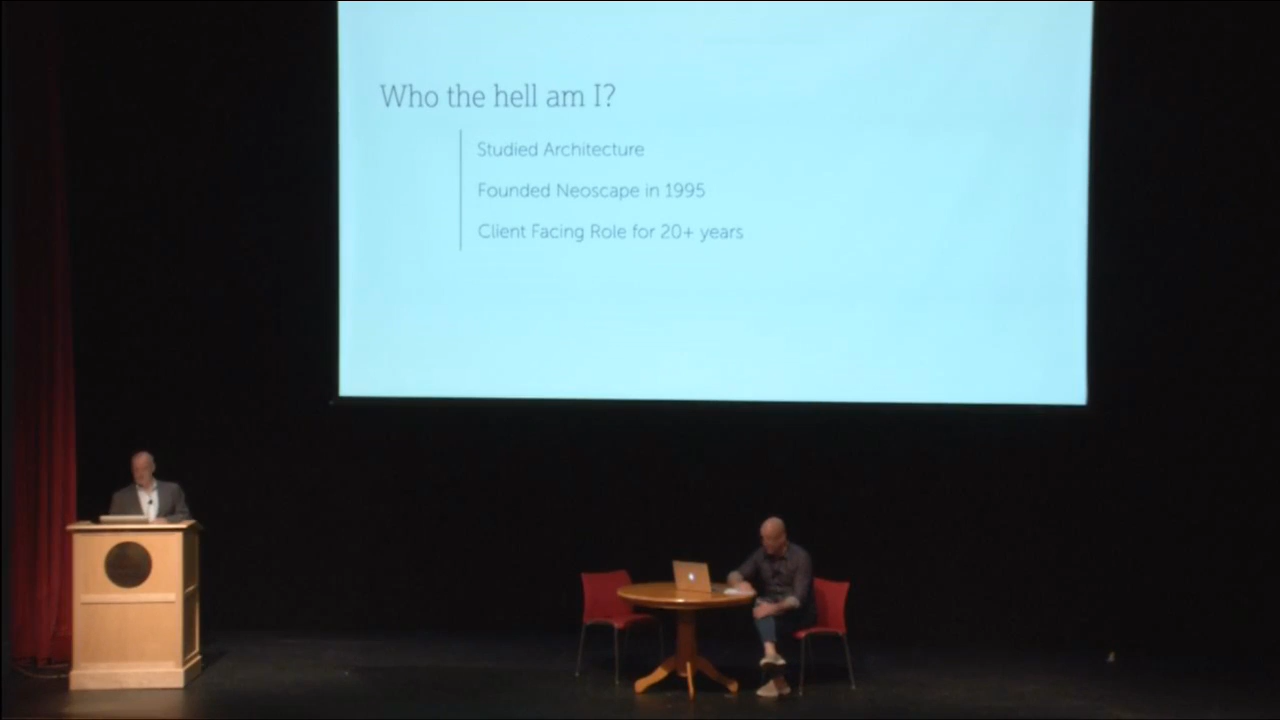 Who the hell am I?
Studied Architecture
Founded Neoscape in 1995
Client Facing Role for 20+ years